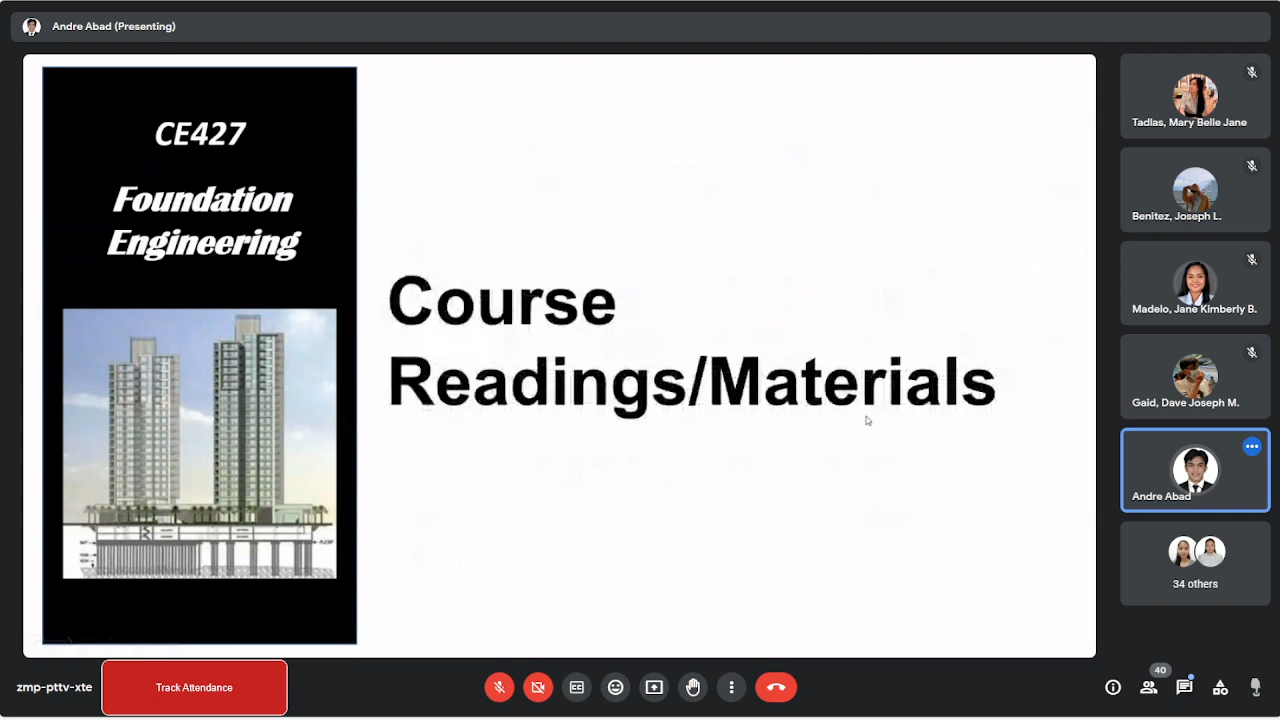 Andre Abad (Presenting)
CE427
Foundation
Engineering
Course
Readings/Materials
Tadlas, Mary Belle Jane
Benitez, Joseph L.
Madelo, Jane Kimberly B.
Gaid, Dave Joseph M.
Andre Abad
34 others
zmp-pttv-xte
Track Attendance
CC
40